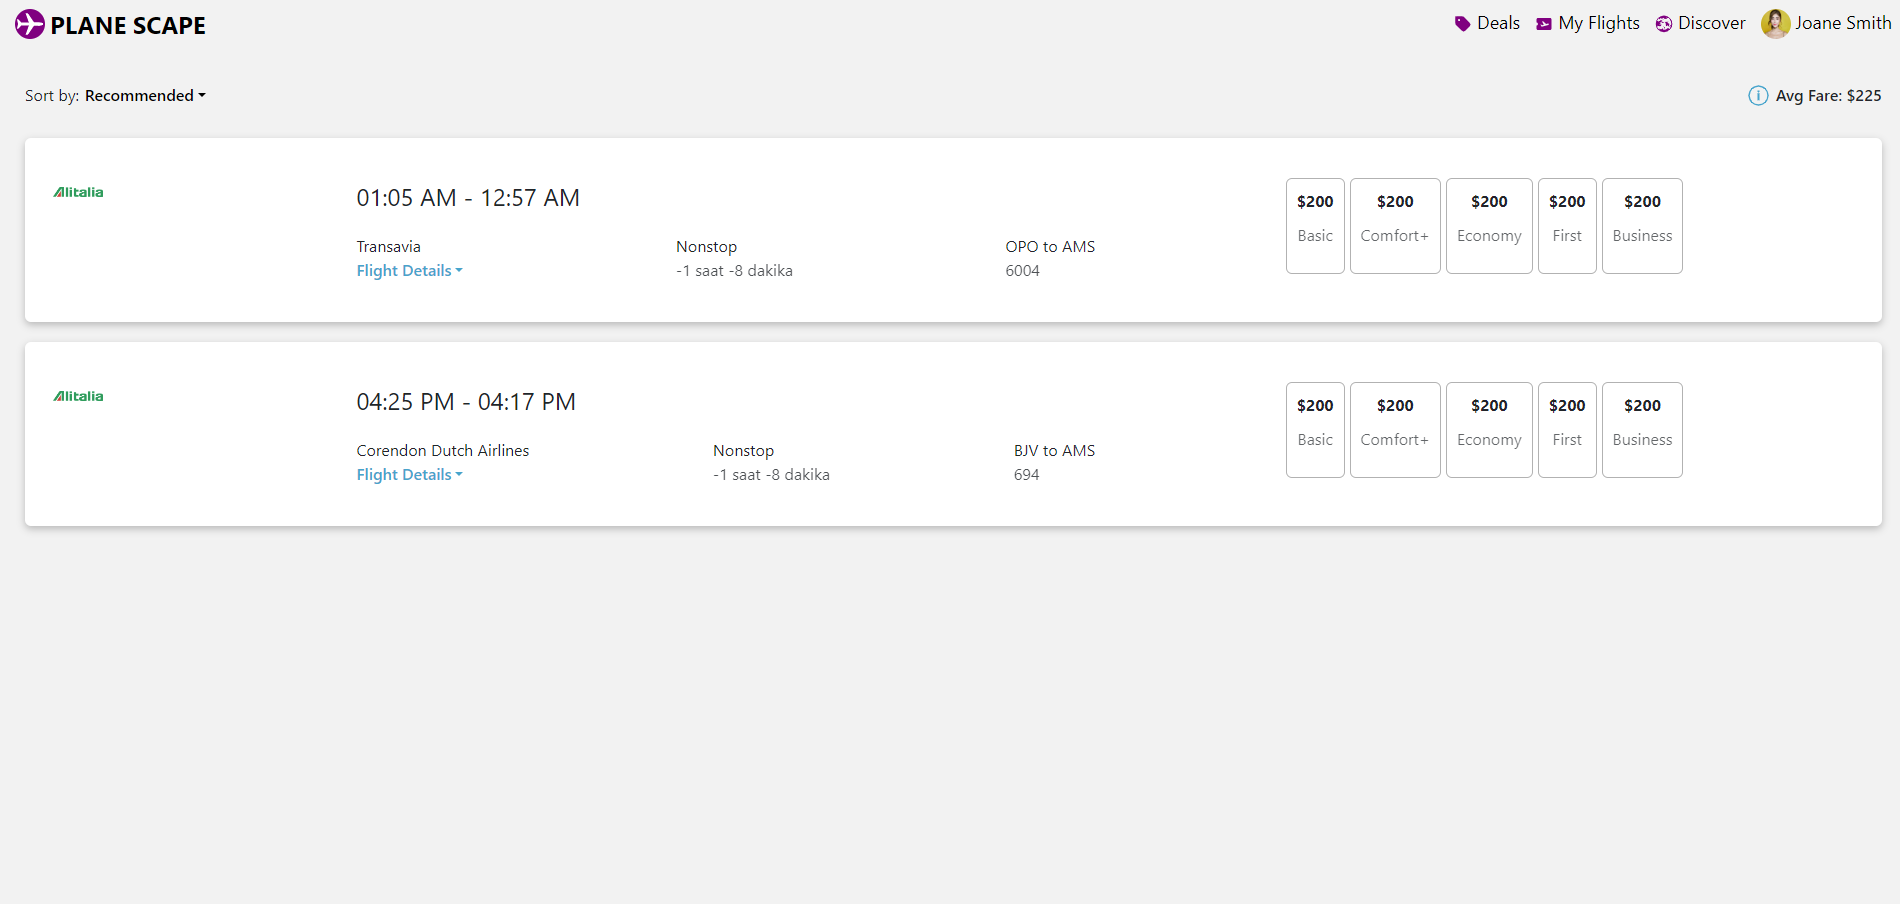 PLANE SCAPE
Deals My Flights Discover Joane Smith
Sort by: Recommended
Avg Fare: $225
Alitalia
01:05 AM - 12:57 AM
Transavia
Flight Details
Nonstop
-1 saat -8 dakika
OPO to AMS
6004
$200 $200 $200 $200 $200
Basic Comfort+ Economy First Business
Alitalia
04:25 PM - 04:17 PM
Corendon Dutch Airlines
Flight Details
Nonstop
-1 saat -8 dakika
BJV to AMS
694
$200 $200 $200 $200 $200
Basic Comfort+ Economy First Business